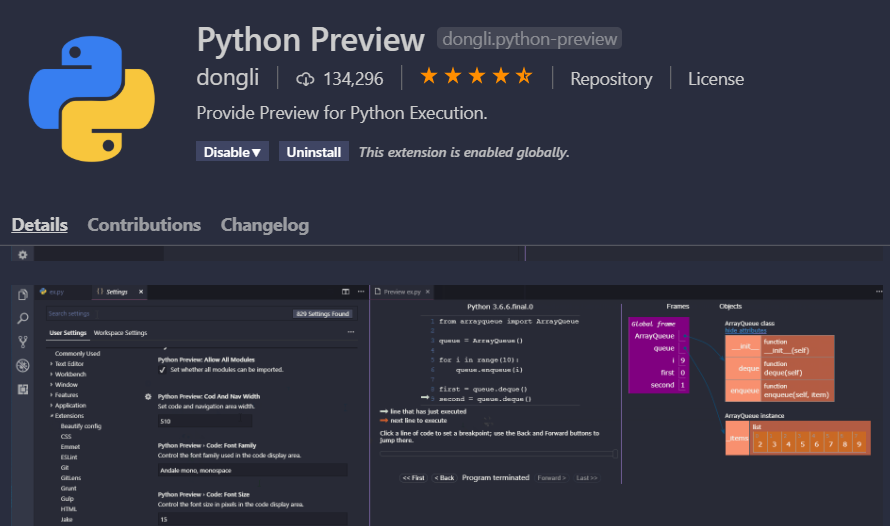 Python Preview dongli.python-preview
dongli 134,296 Repository License
Provide Preview for Python Execution.
Disable▼ Uninstall This extension is enabled globally.
Details Contributions Changelog
ex.py {} Settings ×
Search settings 829 Settings Found
User Settings Workspace Settings
Commonly Used
Text Editor
Workbench
Window
Features
Application
Extensions
Beautify config
CSS
Emmet
ESLint
Git
GitLens
Grunt
Gulp
HTML
Jake
Python Preview: Allow All Modules
Set whether all modules can be imported.
Python Preview: Cod And Nav Width
Set code and navigation area width.
510
Python Preview - Code: Font Family
Control the font family used in the code display area.
Andale mono, monospace
Python Preview - Code: Font Size
Control the font size in pixels in the code display area.
15
Preview ex.py ×
Python 3.6.6.final.0
1 from arrayqueue import ArrayQueue
2
3 queue = ArrayQueue()
4
5 for i in range(10):
6 queue.enqueue(i)
7
8 first = queue.deque()
9 second = queue.deque()
line that has just executed
next line to execute
Click a line of code to set a breakpoint; use the Back and Forward buttons to
jump there.
<< First < Back Program terminated Forward > Last >>
Frames
Global frame
ArrayQueue
queue
i 9
first 0
second 1
Objects
ArrayQueue class
hide attributes
__init__ function
__init__(self)
deque function
deque(self)
enqueue function
enqueue(self, item)
ArrayQueue instance
_items list
2 3 4 5 6 7 8 9